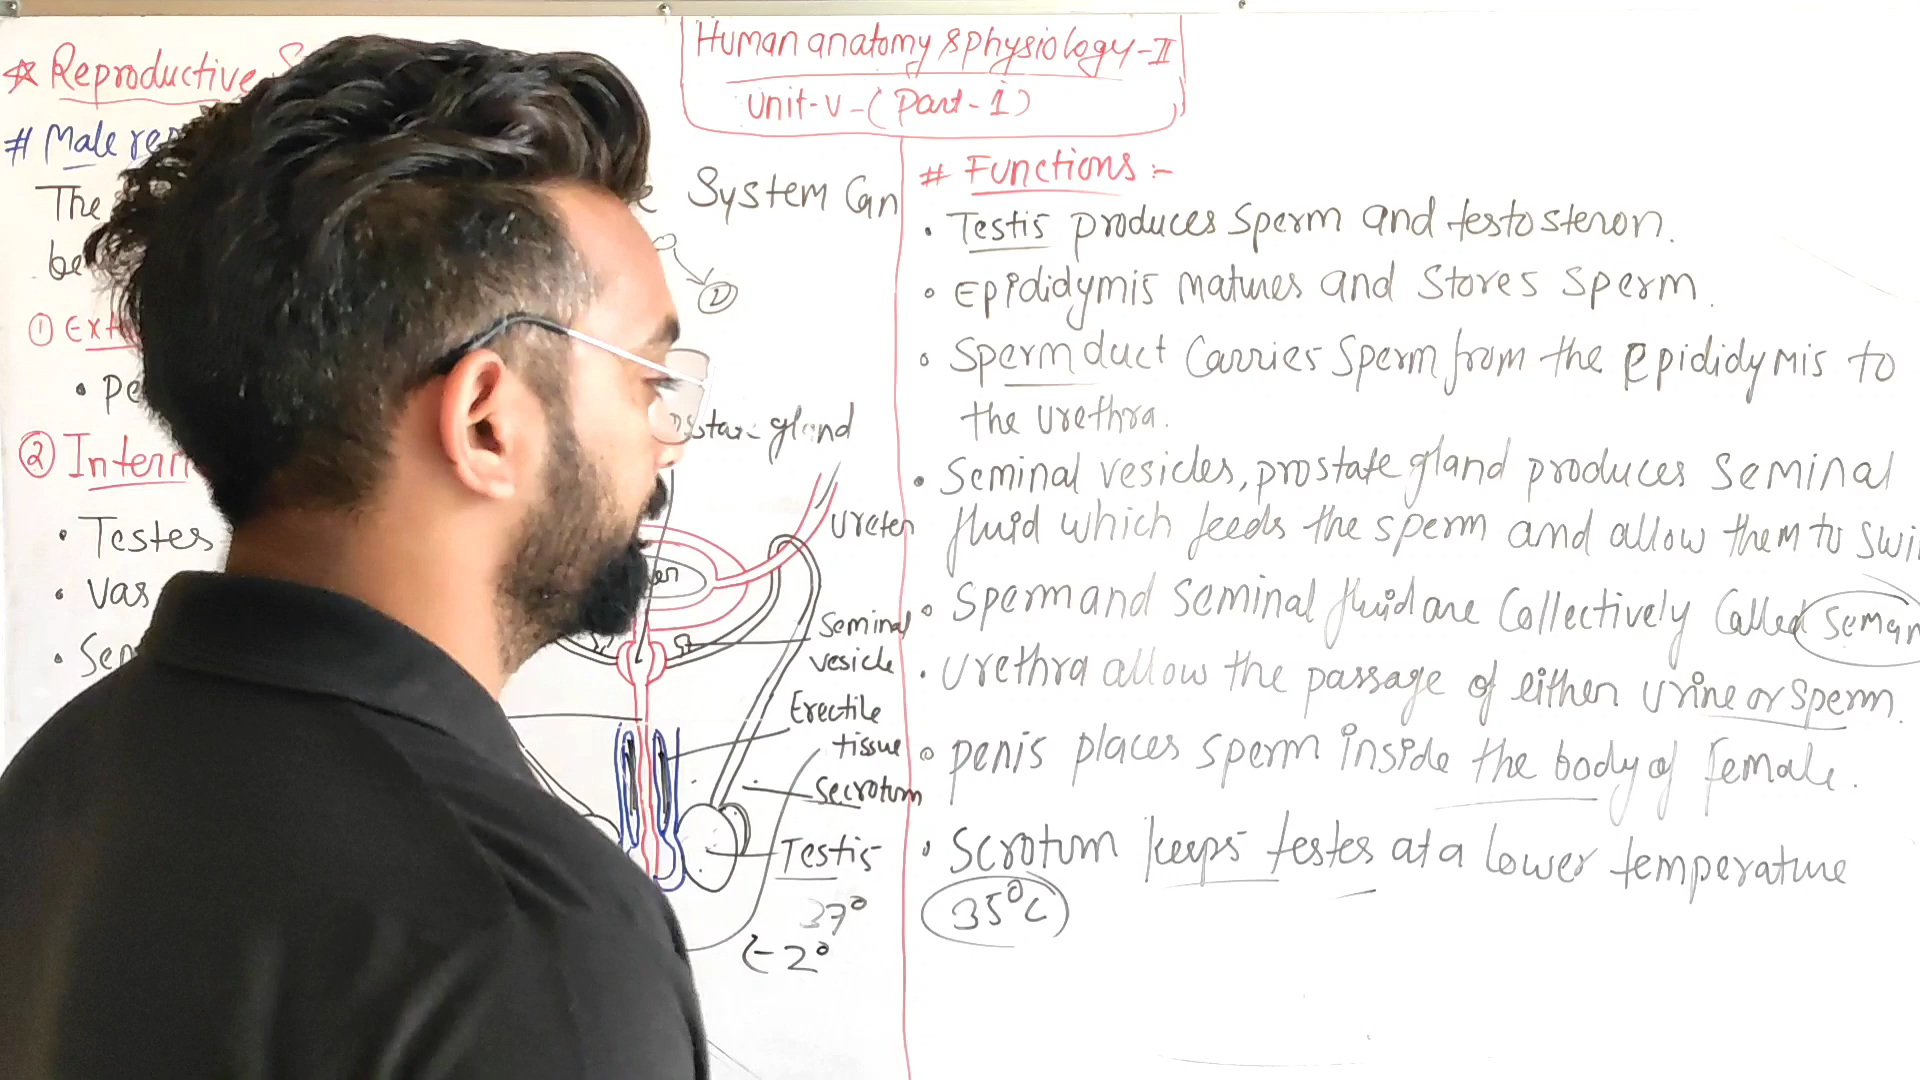 Human anatomy & physiology-II
Unit-V-(Part-1)
☆ Reproductive
# Male
The
System Can
be
① Ext
• Pe
② Intern
• Testes
• Vas
• Sem
D
gland
Ureter
Seminal
vesicle
Erectile
tissue
Secrotum
Testis
37°
(-2°
# Functions :-
• Testis produces sperm and testosteron.
• Epididymis matures and stores sperm.
• Sperm duct carries sperm from the Epididymis to
the urethra.
• Seminal vesicles, prostate gland produces seminal
fluid which feeds the sperm and allow them to swi
• Sperm and seminal fluid are collectively called seman
• Urethra allow the passage of either urine or sperm.
• penis places sperm inside the body of female.
• Scrotum keeps testes at a lower temperature
35°C